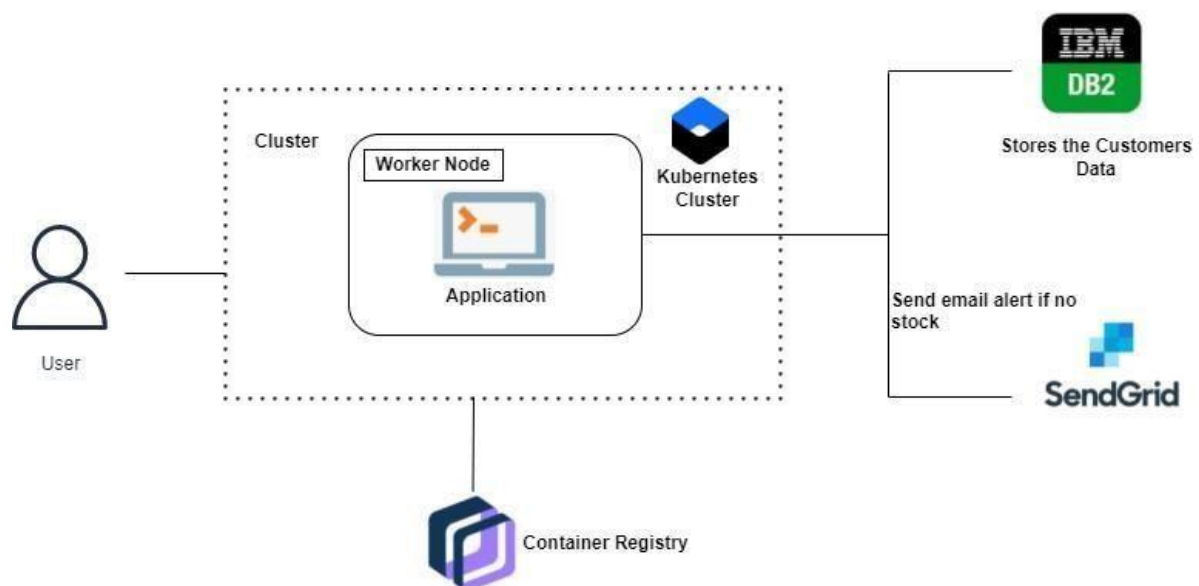 IBM
DB2
Stores the Customers
Data
Cluster
Worker Node
Kubernetes
Cluster
Application
User
Send email alert if no
stock
SendGrid
Container Registry